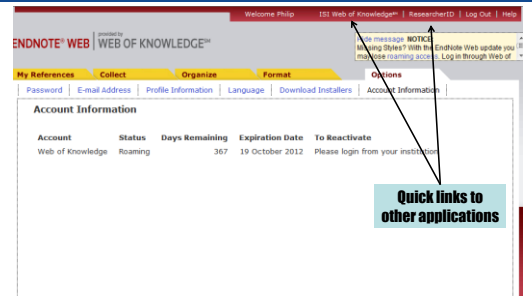 Welcome Philip ISI Web of Knowledge℠ | ResearcherID | Log Out | Help
ENDNOTE® WEB provided by WEB OF KNOWLEDGE℠
Hide message NOTICE
Missing Styles? With the EndNote Web update you
may lose roaming access. Log in through Web of
My References Collect Organize Format Options
Password E-mail Address Profile Information Language Download Installers Account Information
Account Information
Account Status Days Remaining Expiration Date To Reactivate
Web of Knowledge Roaming 367 19 October 2012 Please login from your institution
Quick links to
other applications